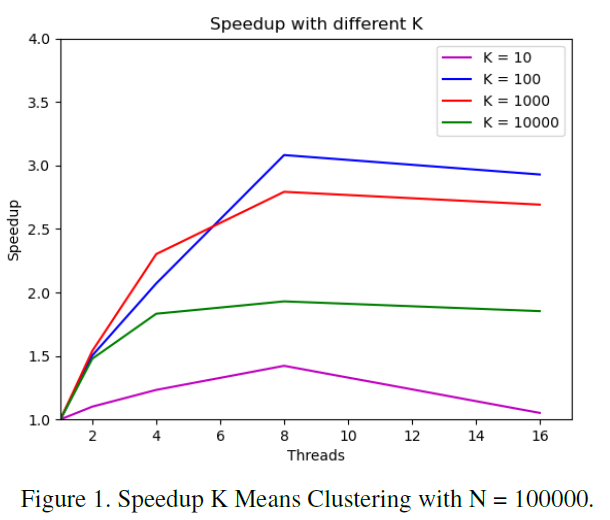 Speedup with different K
4.0
3.5
3.0
2.5
2.0
1.5
1.0
Speedup
K = 10
K = 100
K = 1000
K = 10000
2 4 6 8 10 12 14 16
Threads
Figure 1. Speedup K Means Clustering with N = 100000.